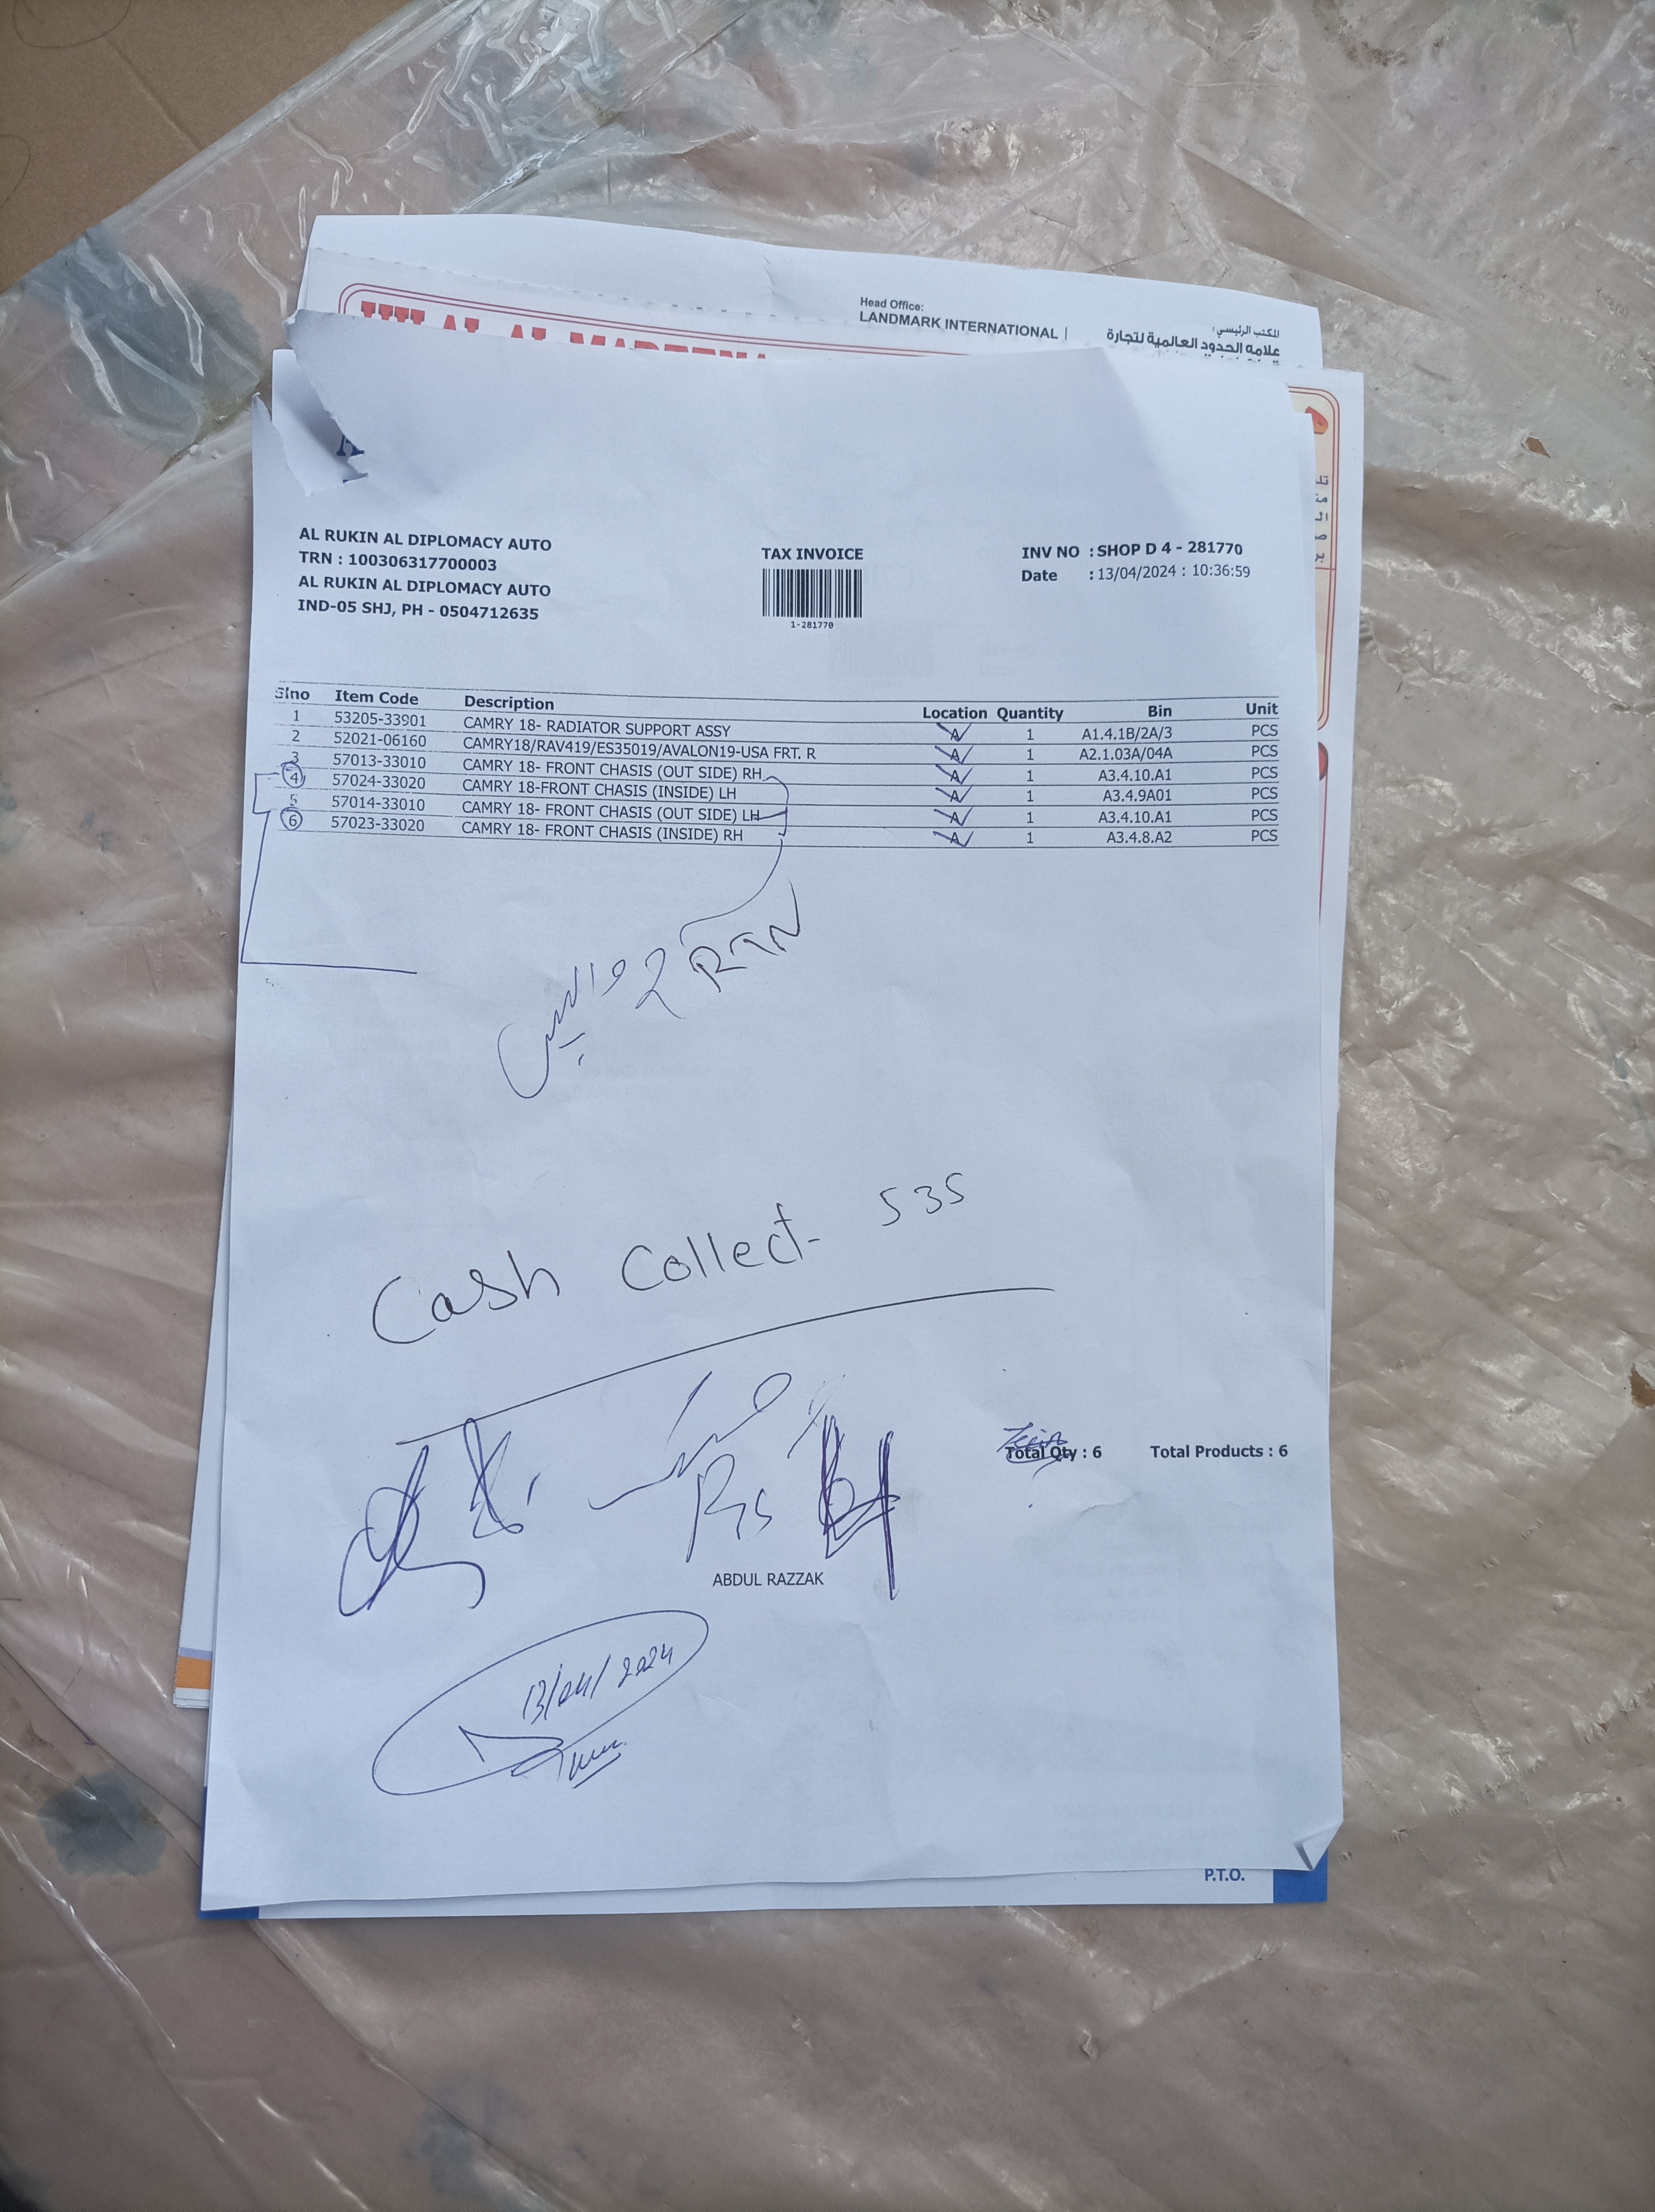 Head Office:
LANDMARK INTERNATIONAL |
المكتب الرئيسي:
علامه الحدود العالمية لتجارة
AL RUKIN AL DIPLOMACY AUTO
TRN : 100306317700003
AL RUKIN AL DIPLOMACY AUTO
IND-05 SHJ, PH - 0504712635
TAX INVOICE
1-281770
INV NO : SHOP D 4 - 281770
Date : 13/04/2024 : 10:36:59
Slno Item Code Description Location Quantity Bin Unit
1 53205-33901 CAMRY 18- RADIATOR SUPPORT ASSY A 1 A1.4.1B/2A/3 PCS
2 52021-06160 CAMRY18/RAV419/ES35019/AVALON19-USA FRT. R A 1 A2.1.03A/04A PCS
3 57013-33010 CAMRY 18- FRONT CHASIS (OUT SIDE) RH A 1 A3.4.10.A1 PCS
4 57024-33020 CAMRY 18-FRONT CHASIS (INSIDE) LH A 1 A3.4.9A01 PCS
5 57014-33010 CAMRY 18- FRONT CHASIS (OUT SIDE) LH A 1 A3.4.10.A1 PCS
6 57023-33020 CAMRY 18- FRONT CHASIS (INSIDE) RH A 1 A3.4.8.A2 PCS
2 RTN
واپس
Cash Collect - 535
Total Qty : 6 Total Products : 6
ABDUL RAZZAK
13/04/2024
P.T.O.